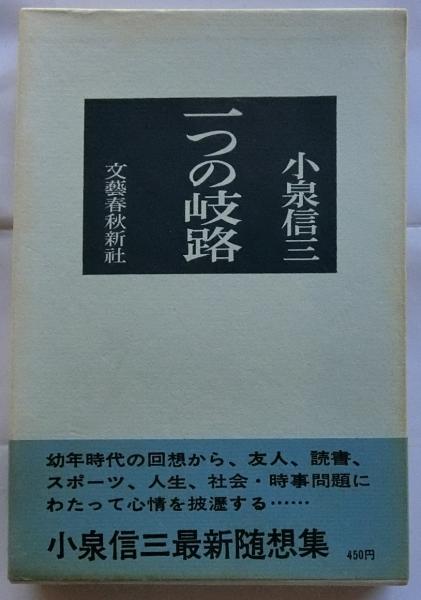 小泉信三
一つの岐路
文藝春秋新社
幼年時代の回想から、友人、読書、
スポーツ、人生、社会・時事問題に
わたって心情を披瀝する……
小泉信三最新随想集 450円